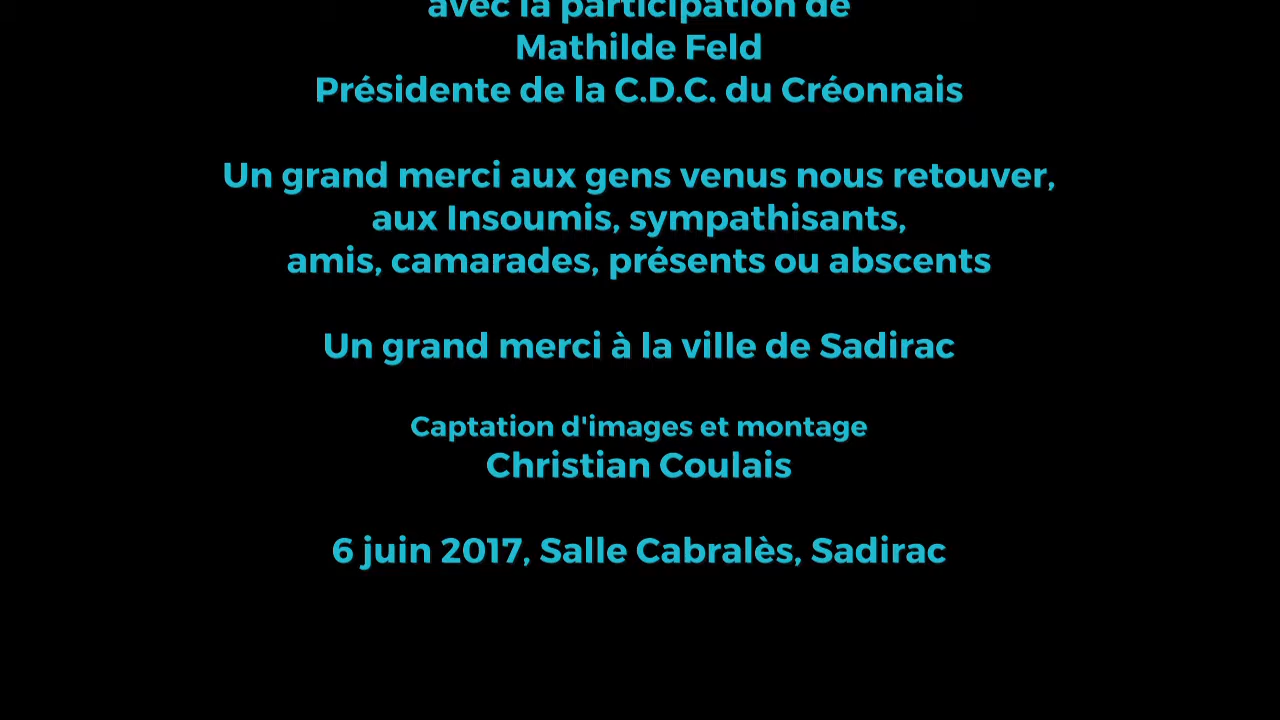 avec la participation de
Mathilde Feld
Présidente de la C.D.C. du Créonnais
Un grand merci aux gens venus nous retouver,
aux Insoumis, sympathisants,
amis, camarades, présents ou abscents
Un grand merci à la ville de Sadirac
Captation d'images et montage
Christian Coulais
6 juin 2017, Salle Cabralès, Sadirac